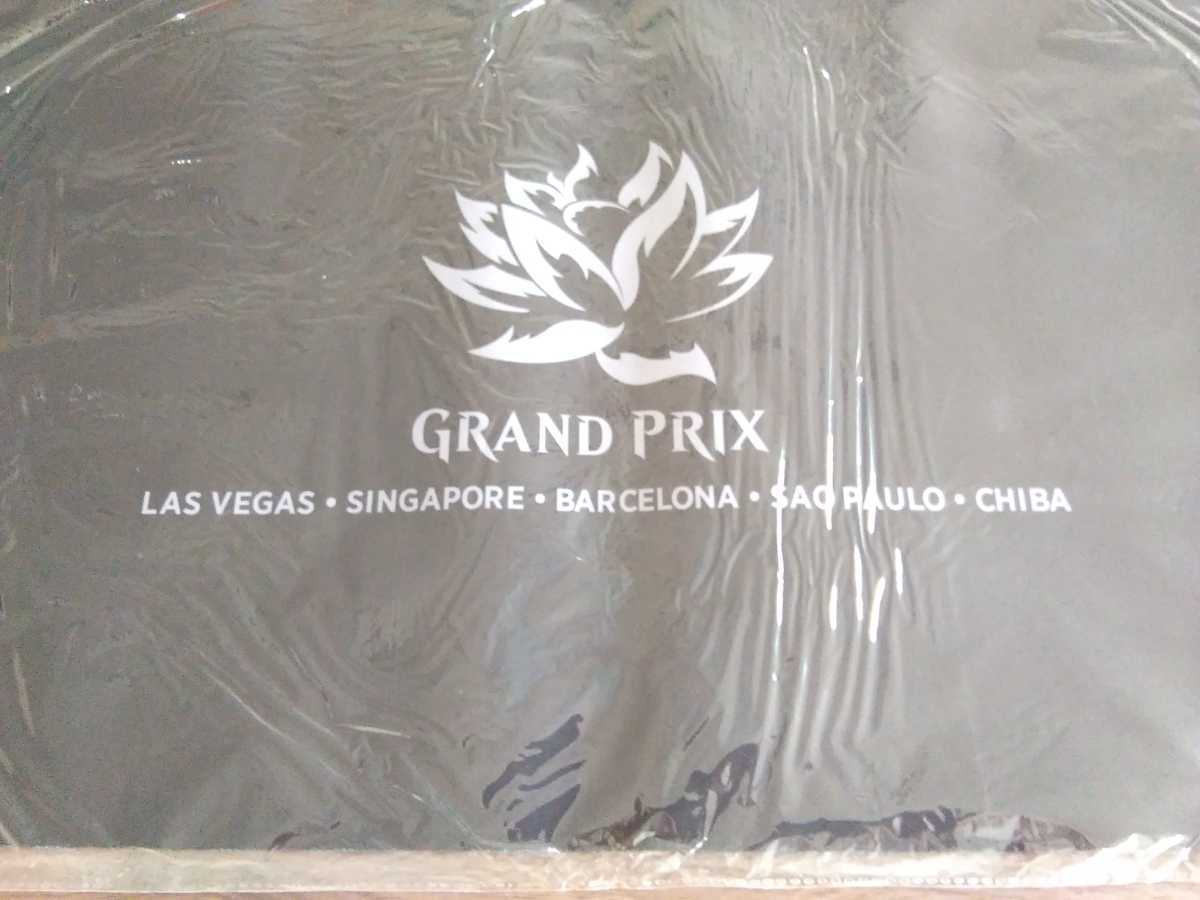 GRAND PRIX
LAS VEGAS • SINGAPORE • BARCELONA • SAO PAULO • CHIBA